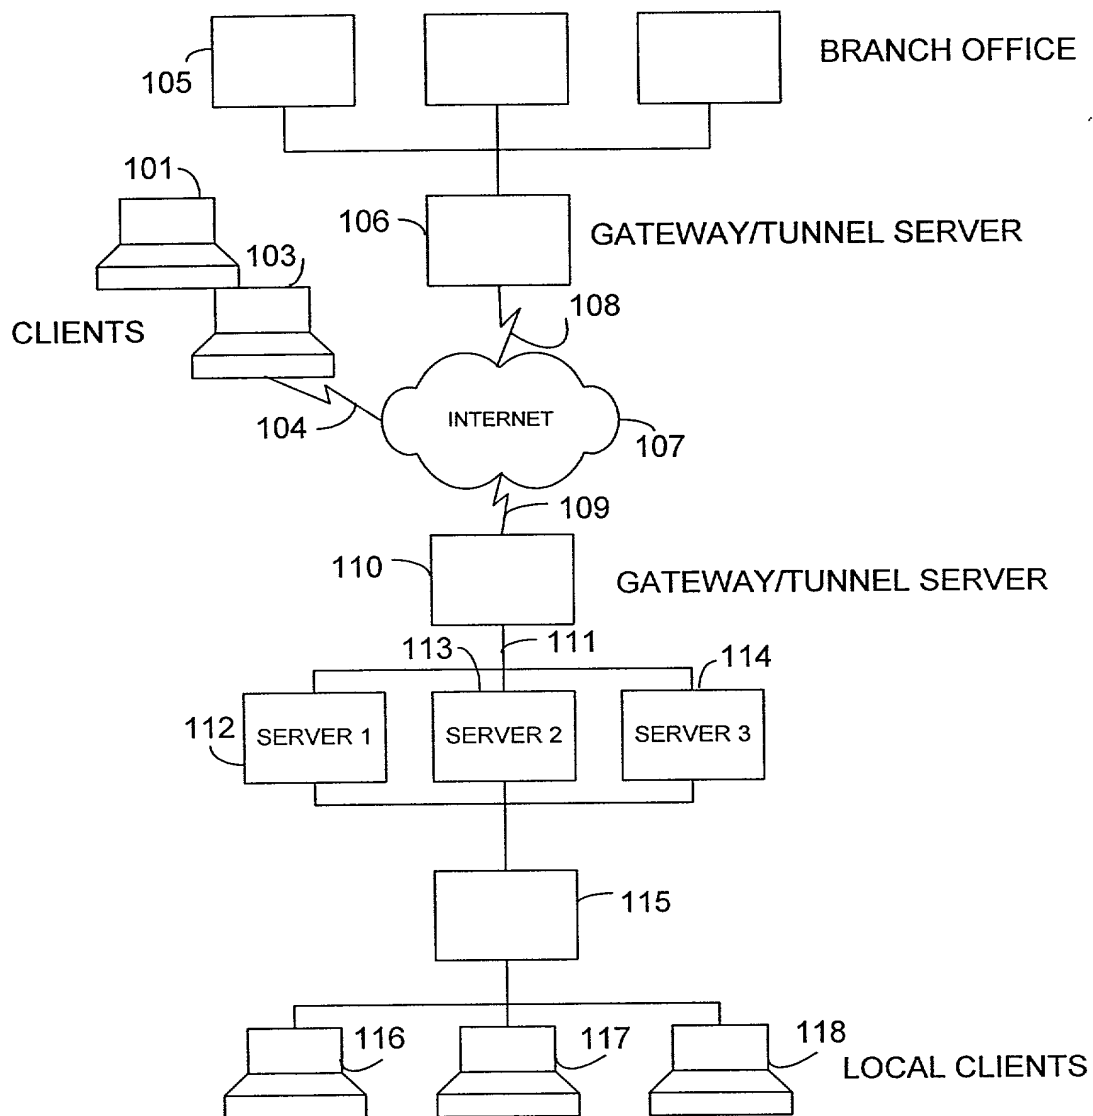 BRANCH OFFICE
105
101
106
GATEWAY/TUNNEL SERVER
103
CLIENTS
108
104
INTERNET
107
109
110
GATEWAY/TUNNEL SERVER
113
111
114
112
SERVER 1
SERVER 2
SERVER 3
115
116
117
118
LOCAL CLIENTS